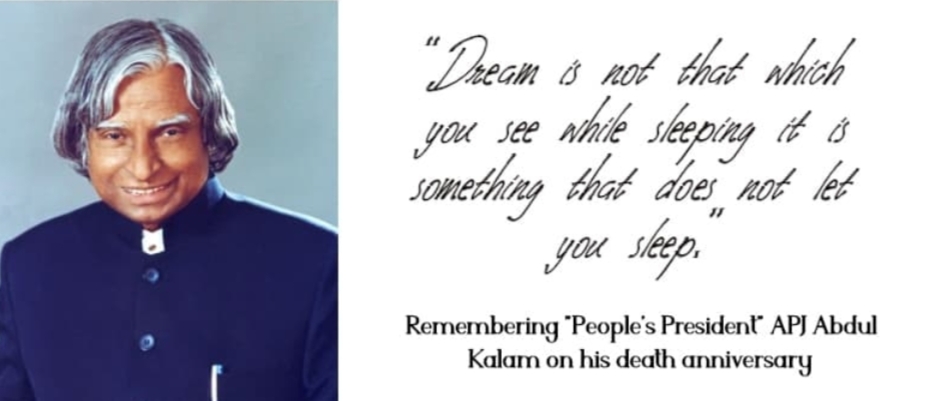 "Dream is not that which
you see while sleeping it is
something that does not let
you sleep."
Remembering "People's President" APJ Abdul
Kalam on his death anniversary